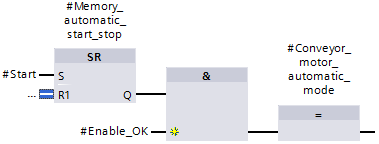 #Memory_
automatic_
start_stop
SR
#Start
S
...
R1
Q
&
#Enable_OK
#Conveyor_
motor_
automatic_
mode
=